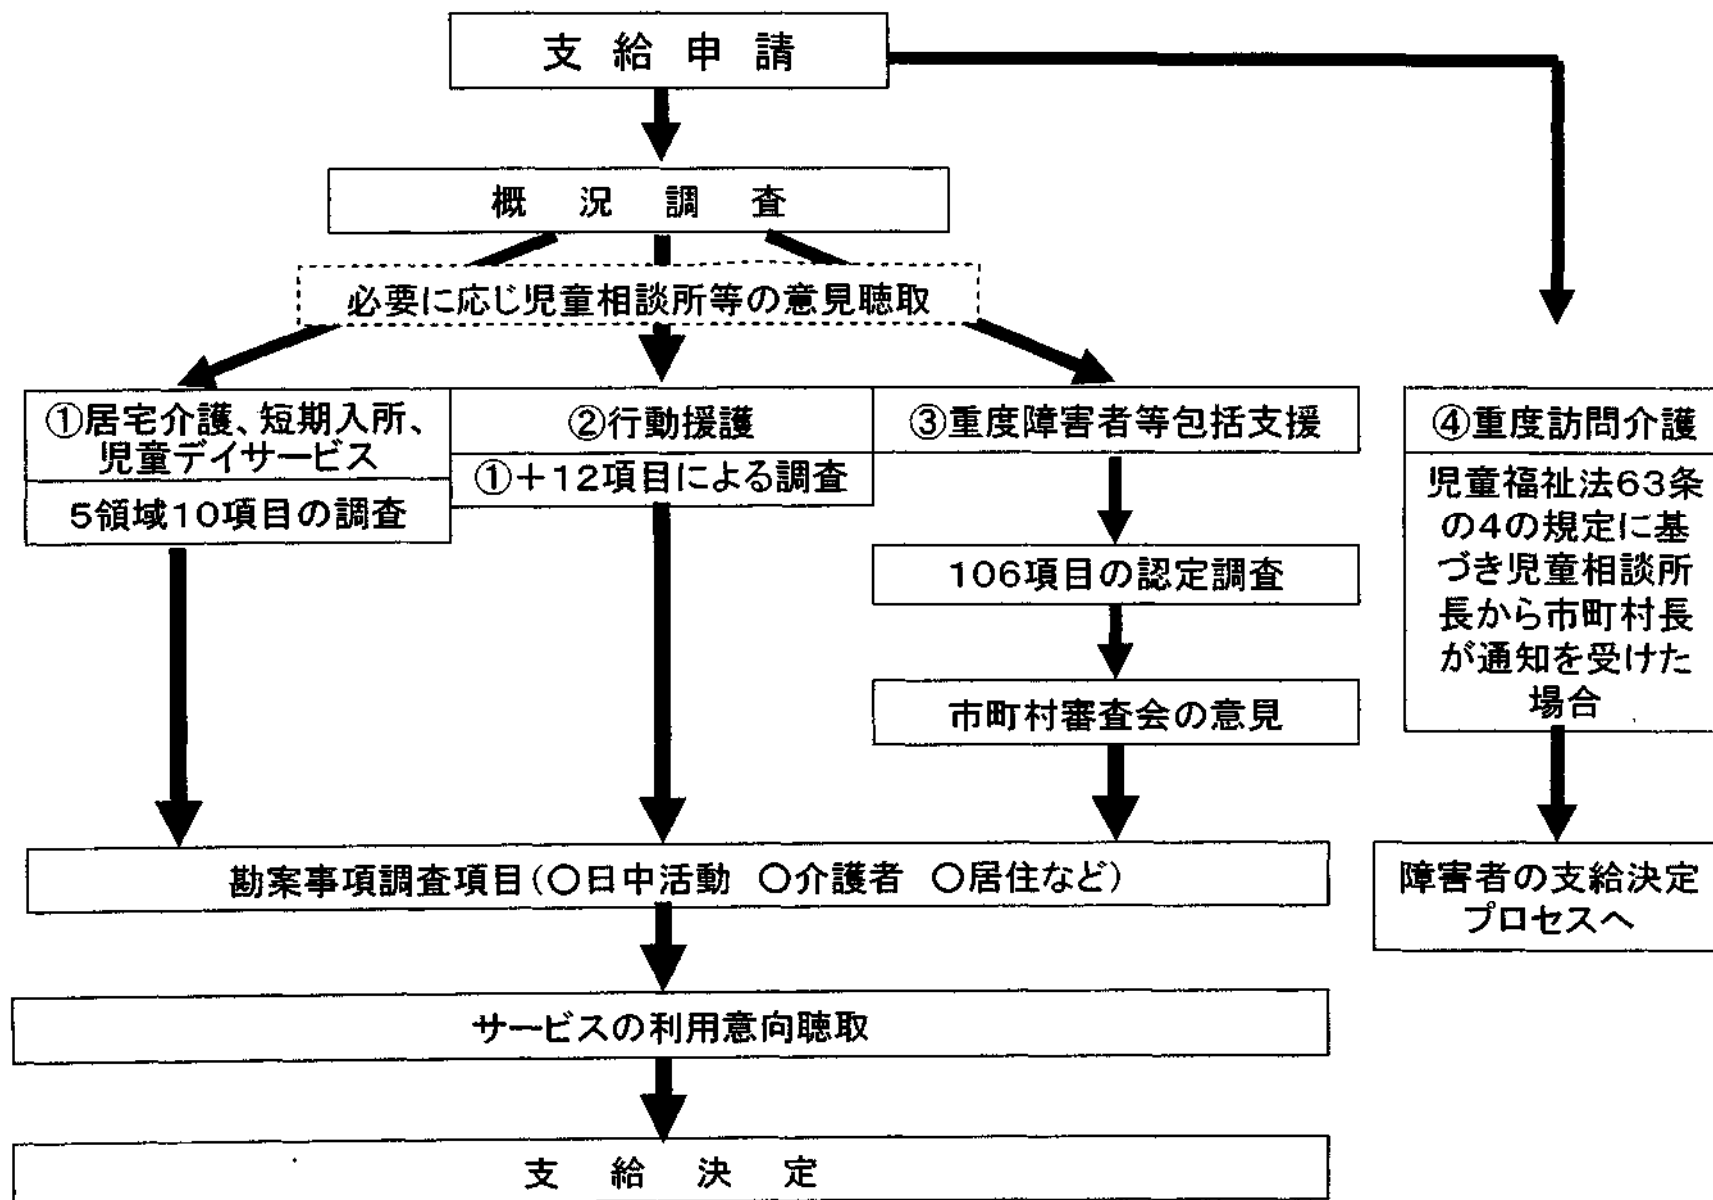 支給申請
概況調査
必要に応じ児童相談所等の意見聴取
①居宅介護、短期入所、
児童デイサービス
5領域10項目の調査
②行動援護
①+12項目による調査
③重度障害者等包括支援
106項目の認定調査
市町村審査会の意見
④重度訪問介護
児童福祉法63条
の4の規定に基
づき児童相談所
長から市町村長
が通知を受けた
場合
勘案事項調査項目(○日中活動 ○介護者 ○居住など)
障害者の支給決定
プロセスへ
サービスの利用意向聴取
支給決定